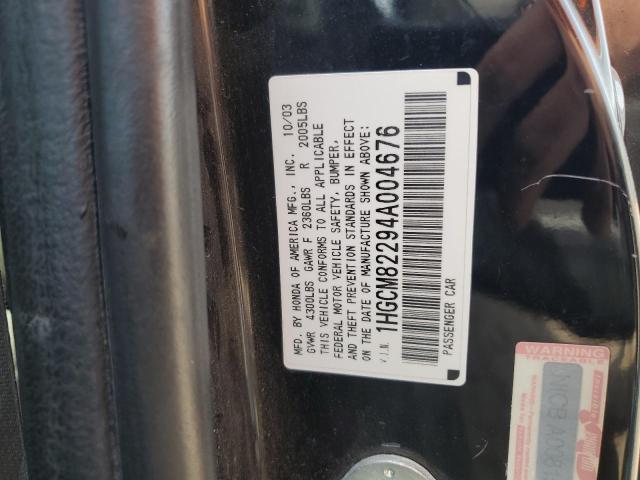 MFD. BY HONDA OF AMERICA MFG., INC. 10/03
GVWR 4300LBS GAWR F 2360LBS R 2005LBS
THIS VEHICLE CONFORMS TO ALL APPLICABLE
FEDERAL MOTOR VEHICLE SAFETY, BUMPER,
AND THEFT PREVENTION STANDARDS IN EFFECT
ON THE DATE OF MANUFACTURE SHOWN ABOVE:
V.I.N. 1HGCM82294A004676
PASSENGER CAR
WARNING